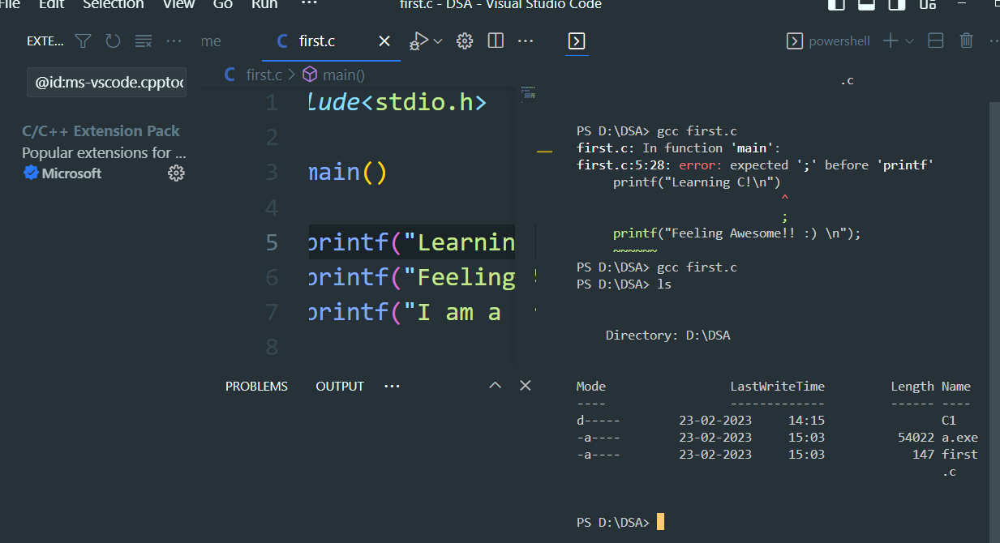 File Edit Selection View Go Run ··· first.c - DSA - Visual Studio Code
EXTE... ···
@id:ms-vscode.cpptoo
C/C++ Extension Pack
Popular extensions for ...
Microsoft
me C first.c ···
C first.c > main()
1 lude<stdio.h>
2
3 main()
4
5 printf("Learnin
6 printf("Feeling
7 printf("I am a
8
PROBLEMS OUTPUT ···
powershell
.c
PS D:\DSA> gcc first.c
first.c: In function 'main':
first.c:5:28: error: expected ';' before 'printf'
printf("Learning C!\n")
^
;
printf("Feeling Awesome!! :) \n");
~~~~~~
PS D:\DSA> gcc first.c
PS D:\DSA> ls
Directory: D:\DSA
Mode LastWriteTime Length Name
---- ------------- ------ ----
d----- 23-02-2023 14:15 C1
-a---- 23-02-2023 15:03 54022 a.exe
-a---- 23-02-2023 15:03 147 first
.c
PS D:\DSA>